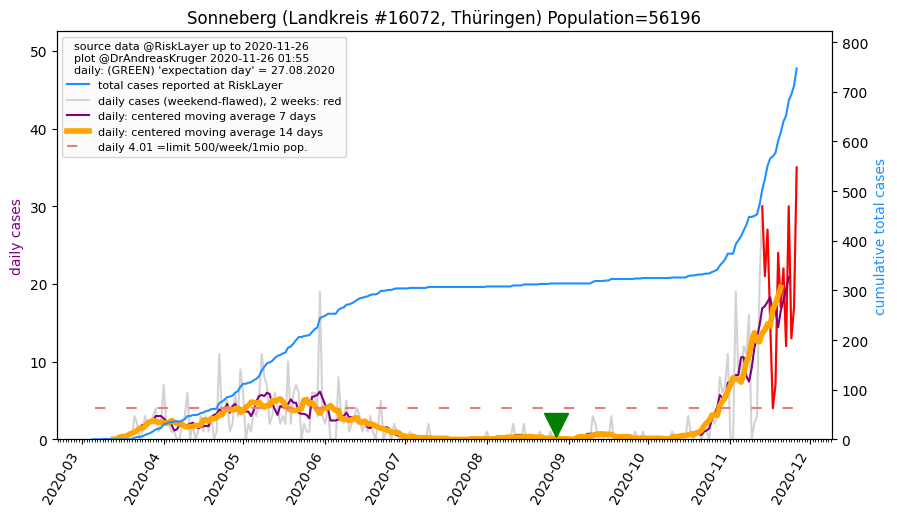 Sonneberg (Landkreis #16072, Thüringen) Population=56196
source data @RiskLayer up to 2020-11-26
plot @DrAndreasKruger 2020-11-26 01:55
daily: (GREEN) 'expectation day' = 27.08.2020
total cases reported at RiskLayer
daily cases (weekend-flawed), 2 weeks: red
daily: centered moving average 7 days
daily: centered moving average 14 days
daily 4.01 =limit 500/week/1mio pop.
daily cases
50
40
30
20
10
0
cumulative total cases
800
700
600
500
400
300
200
100
0
2020-03
2020-04
2020-05
2020-06
2020-07
2020-08
2020-09
2020-10
2020-11
2020-12